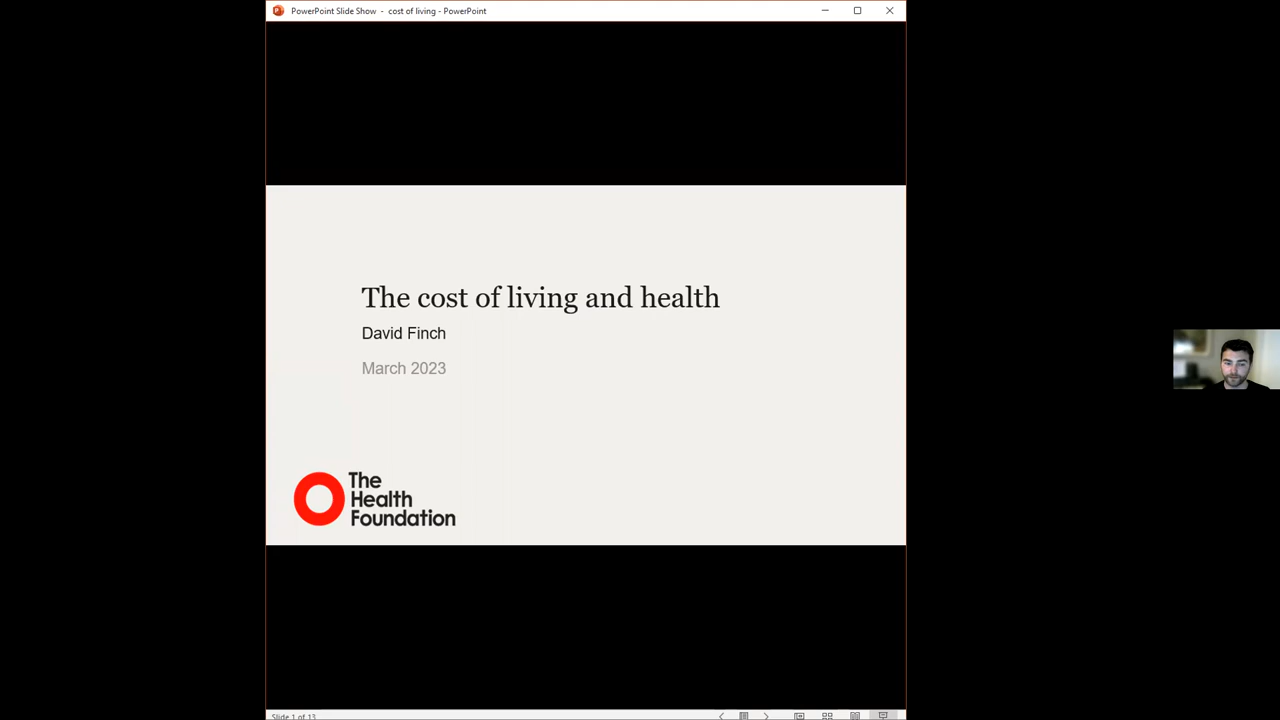 PowerPoint Slide Show - cost of living - PowerPoint
The cost of living and health
David Finch
March 2023
The
Health
Foundation
Slide 1 of 13